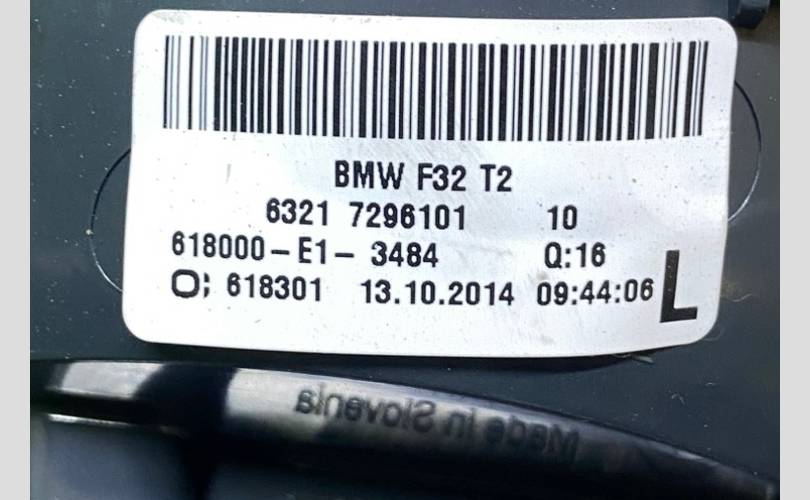 BMW F32 T2
6321 7296101 10
618000-E1- 3484 Q:16
O; 618301 13.10.2014 09:44:06 L
Made in Slovenia